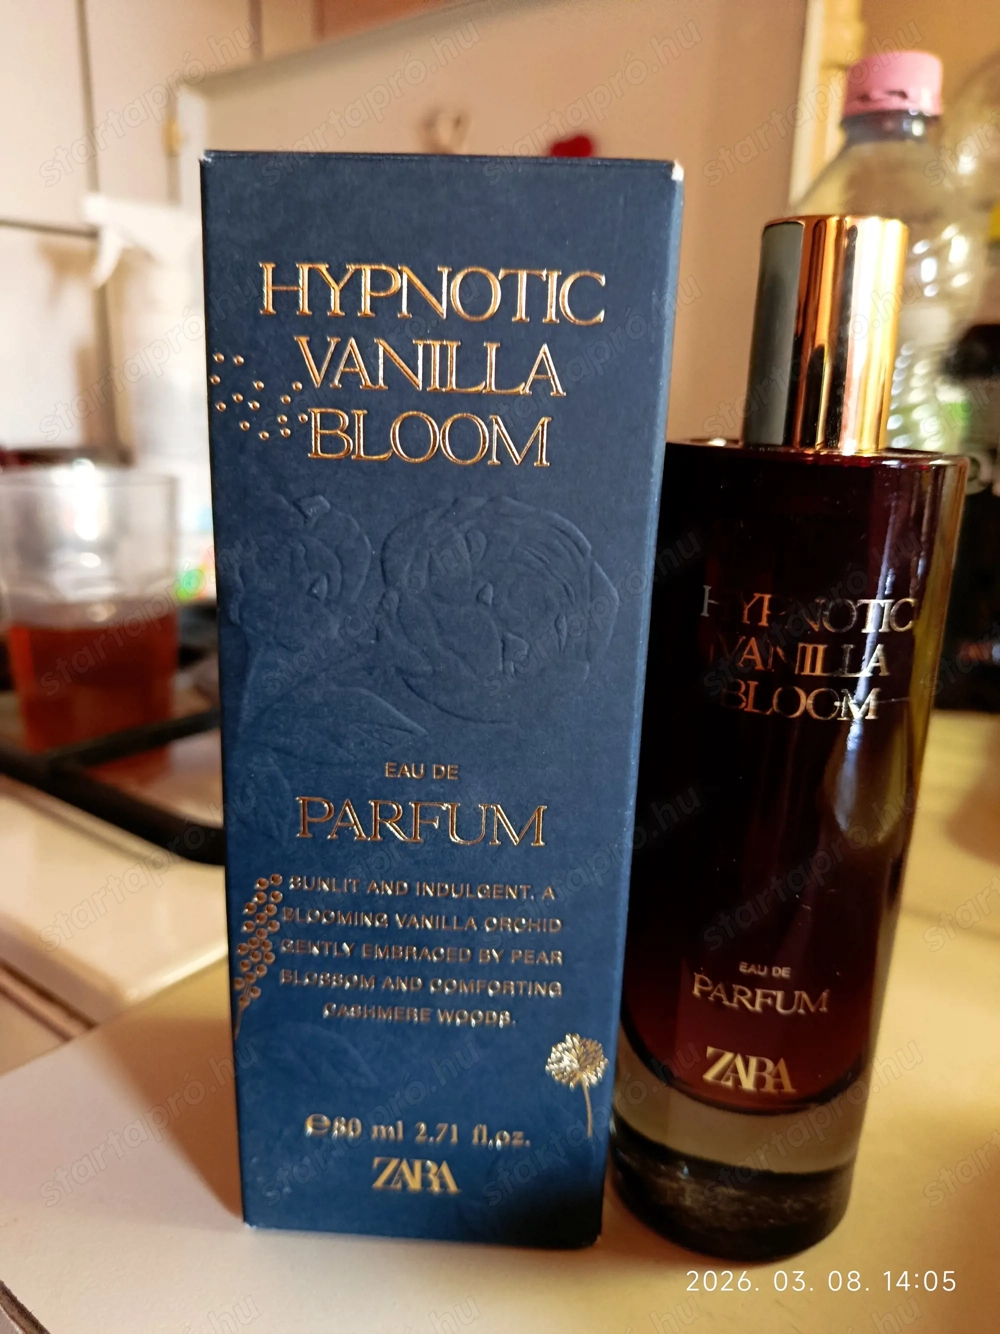 HYPNOTIC
VANILLA
BLOOM
EAU DE
PARFUM
SUNLIT AND INDULGENT. A
BLOOMING VANILLA ORCHID
GENTLY EMBRACED BY PEAR
BLOSSOM AND COMFORTING
CASHMERE WOODS.
℮80 ml 2.71 fl.oz.
ZARA
HYPNOTIC
VANILLA
BLOOM
EAU DE
PARFUM
ZARA
2026. 03. 08. 14:05
startapró.hu